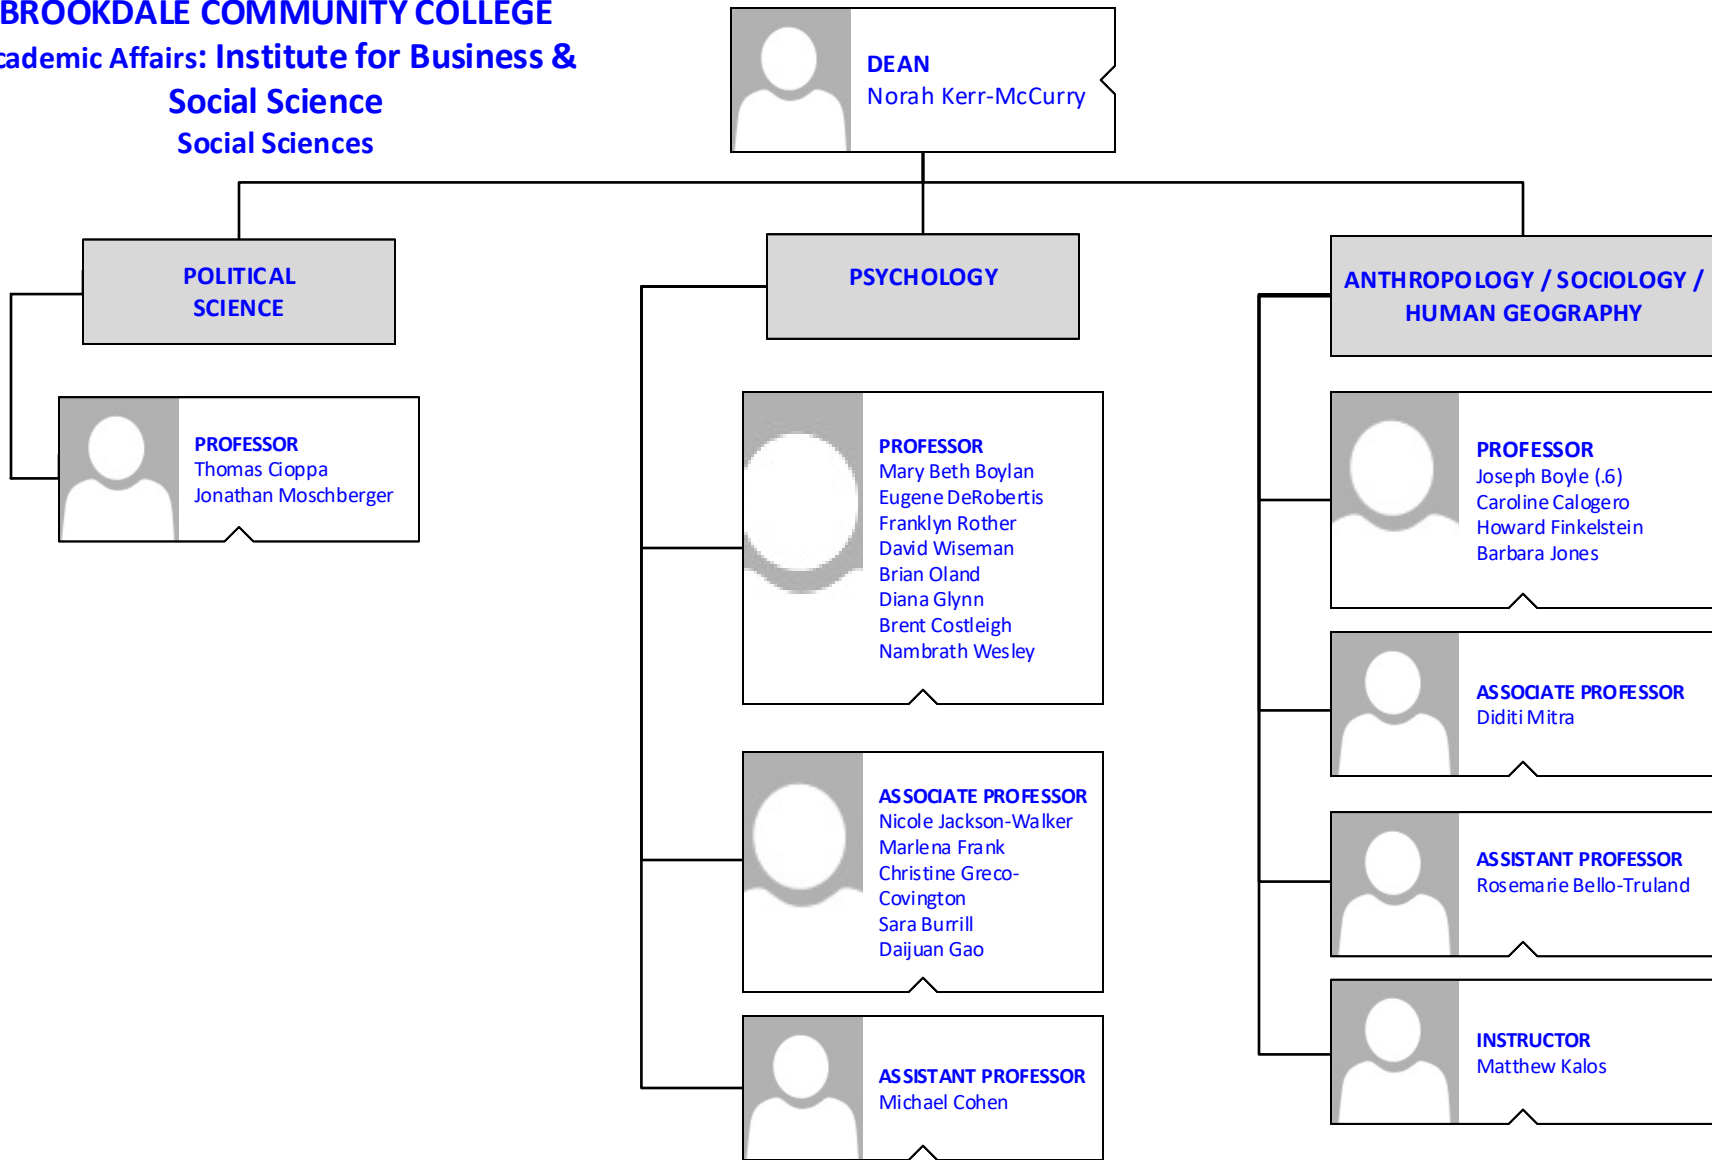 BROOKDALE COMMUNITY COLLEGE
cademic Affairs: Institute for Business &
Social Science
Social Sciences
DEAN
Norah Kerr-McCurry
POLITICAL
SCIENCE
PROFESSOR
Thomas Cioppa
Jonathan Moschberger
PSYCHOLOGY
PROFESSOR
Mary Beth Boylan
Eugene DeRobertis
Franklyn Rother
David Wiseman
Brian Oland
Diana Glynn
Brent Costleigh
Nambrath Wesley
ASSOCIATE PROFESSOR
Nicole Jackson-Walker
Marlena Frank
Christine Greco-
Covington
Sara Burrill
Daijuan Gao
ASSISTANT PROFESSOR
Michael Cohen
ANTHROPOLOGY / SOCIOLOGY /
HUMAN GEOGRAPHY
PROFESSOR
Joseph Boyle (.6)
Caroline Calogero
Howard Finkelstein
Barbara Jones
ASSOCIATE PROFESSOR
Diditi Mitra
ASSISTANT PROFESSOR
Rosemarie Bello-Truland
INSTRUCTOR
Matthew Kalos